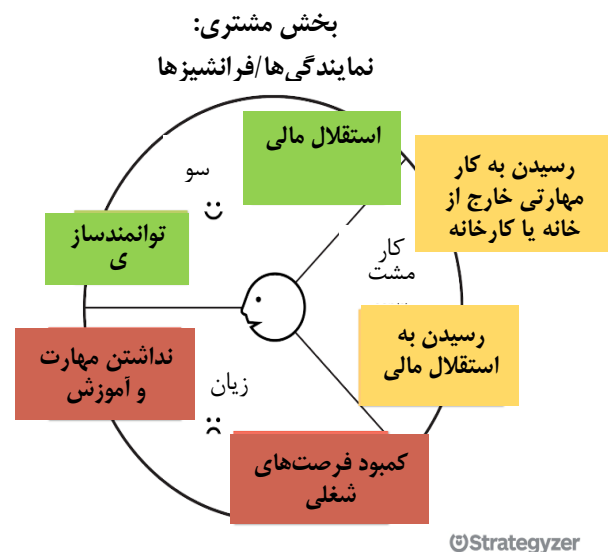 بخش مشتری:
نمایندگی‌ها/فرانشیزها
استقلال مالی
سو
توانمندساز
ی
رسیدن به کار
مهارتی خارج از
خانه یا کارخانه
کار
مشت
رسیدن به
استقلال مالی
نداشتن مهارت
و آموزش
زیان
کمبود فرصت‌های
شغلی
Strategyzer